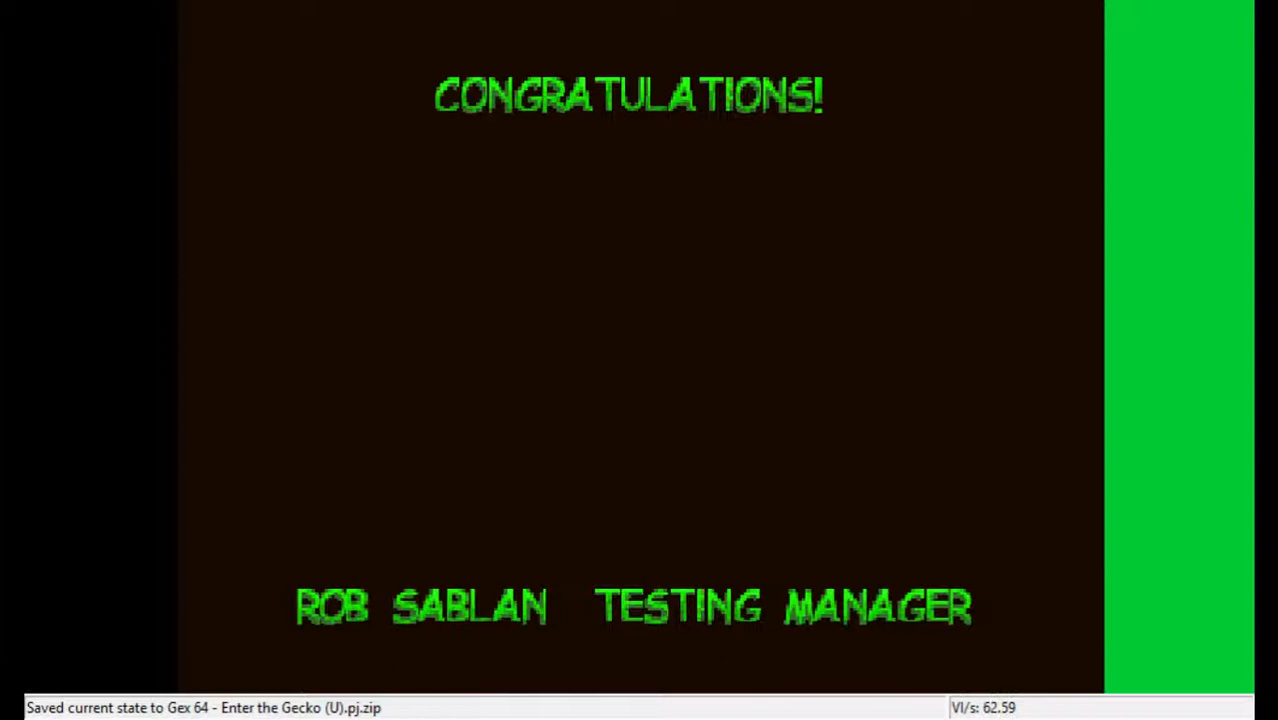 CONGRATULATIONS!
ROB SABLAN TESTING MANAGER
Saved current state to Gex 64 - Enter the Gecko (U).pj.zip
VI/s: 62.59